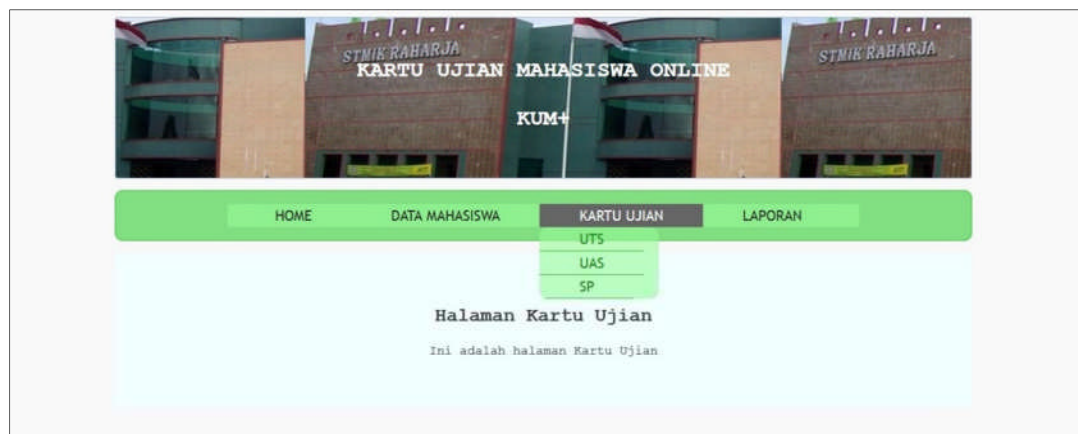 STMIK RAHARJA STMIK RAHARJA
KARTU UJIAN MAHASISWA ONLINE
KUM+
HOME DATA MAHASISWA KARTU UJIAN LAPORAN
UTS
UAS
SP
Halaman Kartu Ujian
Ini adalah halaman Kartu Ujian